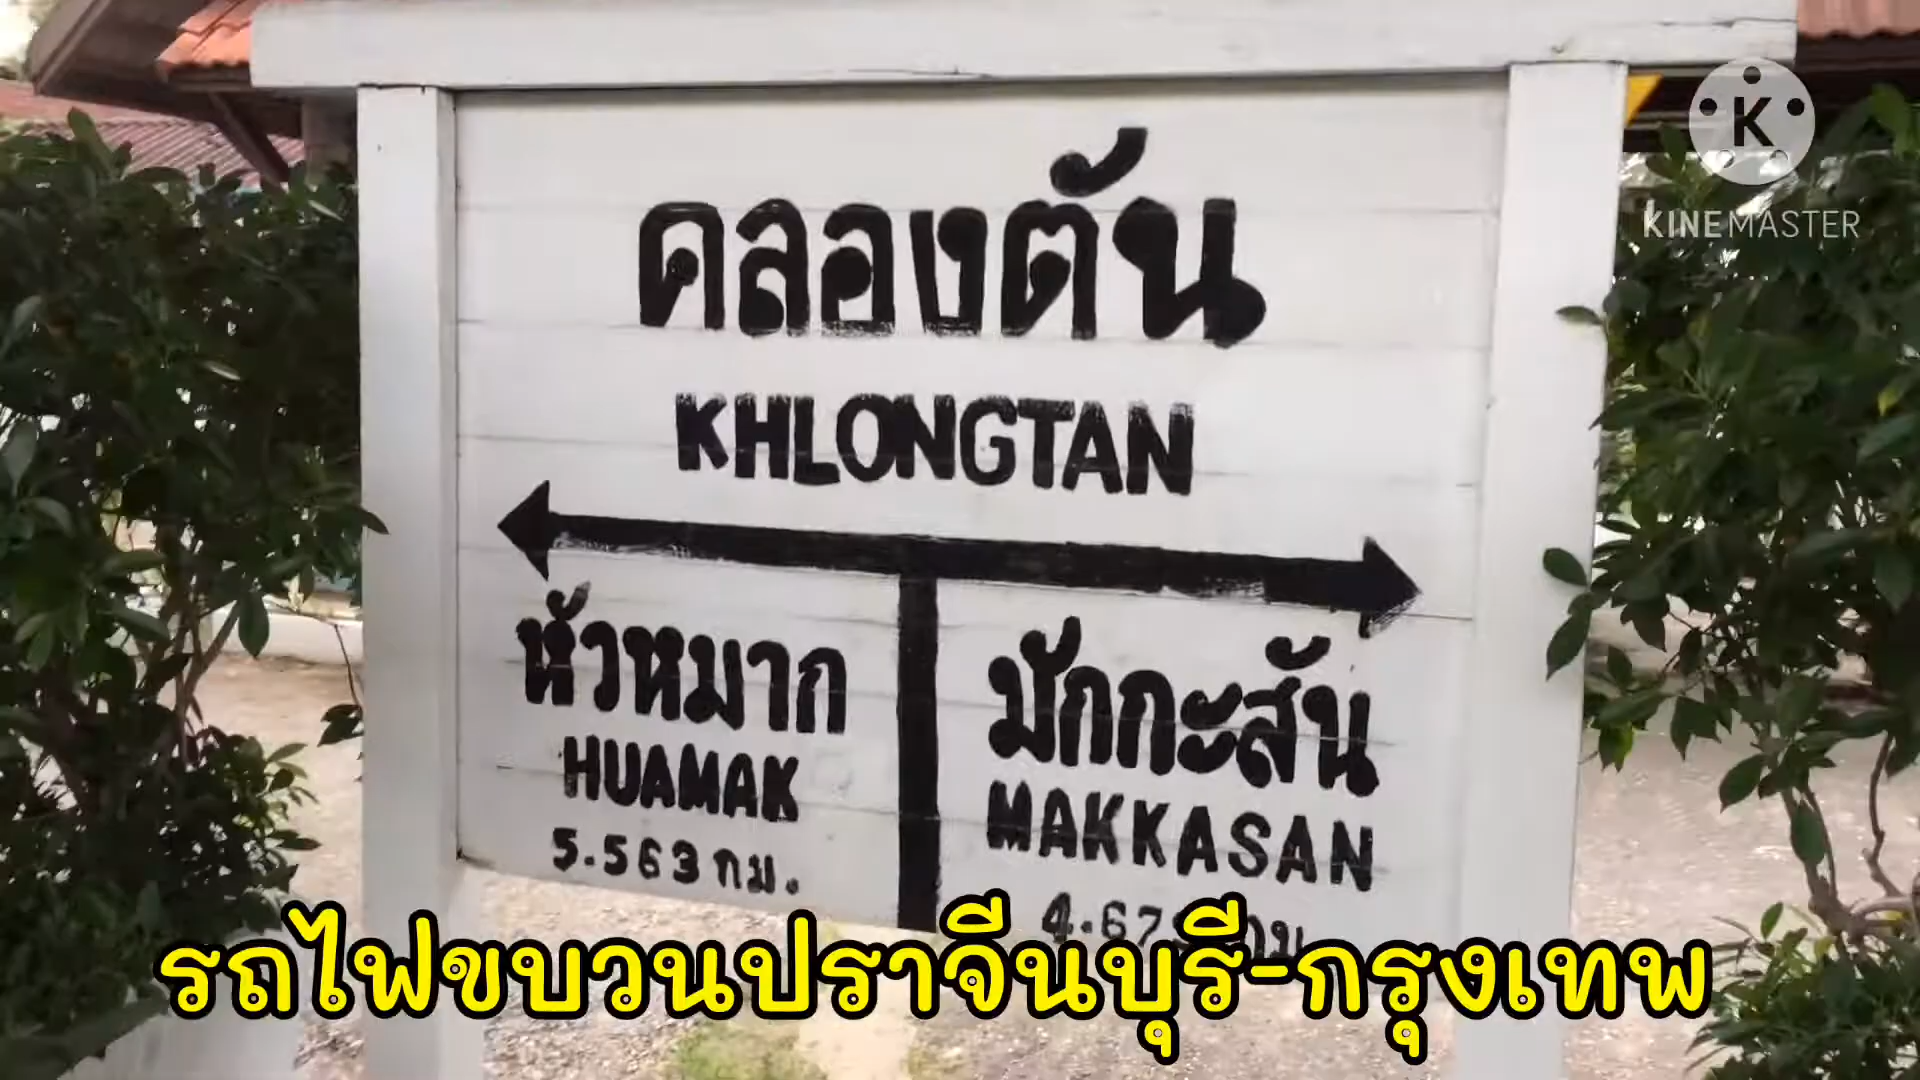 K
KINEMASTER
คลองตัน
KHLONGTAN
หัวหมาก
HUAMAK
5.563 กม.
มักกะสัน
MAKKASAN
กม
รถไฟขบวนปราจีนบุรี-กรุงเทพ